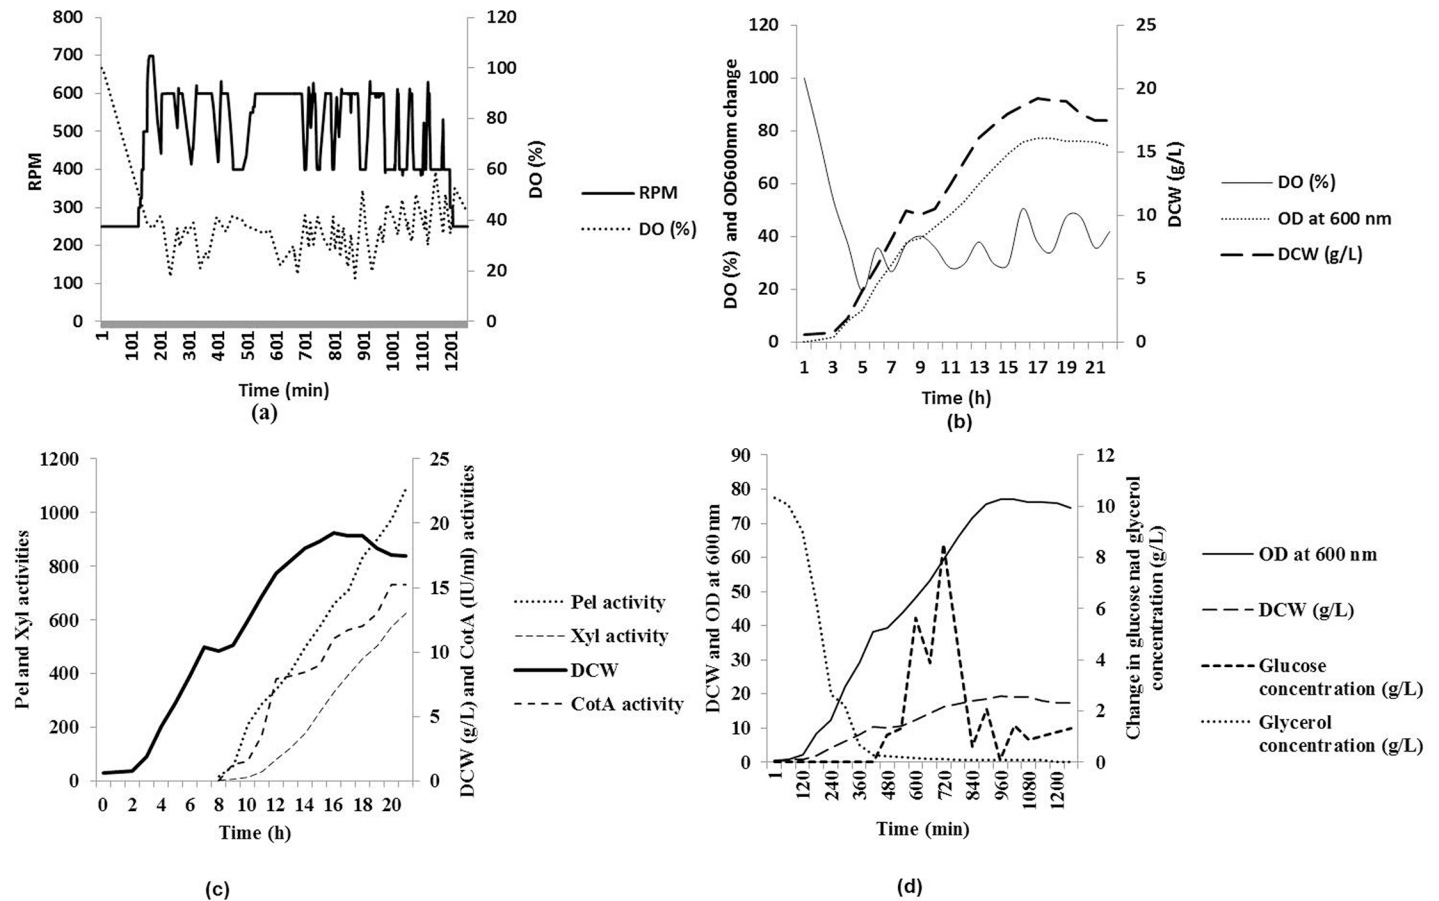 800
700
600
500
400
300
200
100
0
RPM
120
100
80
60
40
20
0
DO (%)
1
101
201
301
401
501
601
701
801
901
1001
1101
1201
Time (min)
(a)
RPM
DO (%)
120
100
80
60
40
20
0
DO (%) and OD600nm change
25
20
15
10
5
0
DCW (g/L)
1 3 5 7 9 11 13 15 17 19 21
Time (h)
(b)
DO (%)
OD at 600 nm
DCW (g/L)
1200
1000
800
600
400
200
0
Pel and Xyl activities
25
20
15
10
5
0
DCW (g/L) and CotA (IU/ml) activities
0 2 4 6 8 10 12 14 16 18 20
Time (h)
(c)
Pel activity
Xyl activity
DCW
CotA activity
90
80
70
60
50
40
30
20
10
0
DCW and OD at 600nm
12
10
8
6
4
2
0
Change in glucose nad glycerol
concentration (g/L)
1
120
240
360
480
600
720
840
960
1080
1200
Time (min)
(d)
OD at 600 nm
DCW (g/L)
Glucose
concentration (g/L)
Glycerol
concentration (g/L)